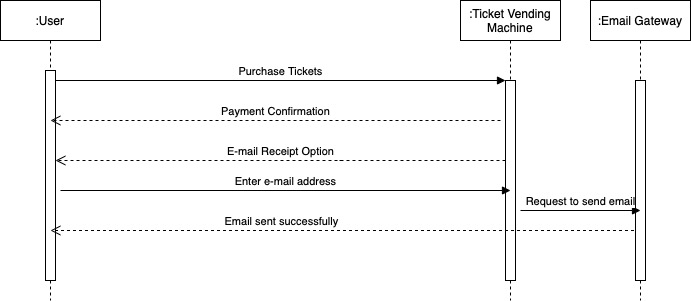 :User
:Ticket Vending
Machine
:Email Gateway
Purchase Tickets
Payment Confirmation
E-mail Receipt Option
Enter e-mail address
Request to send email
Email sent successfully